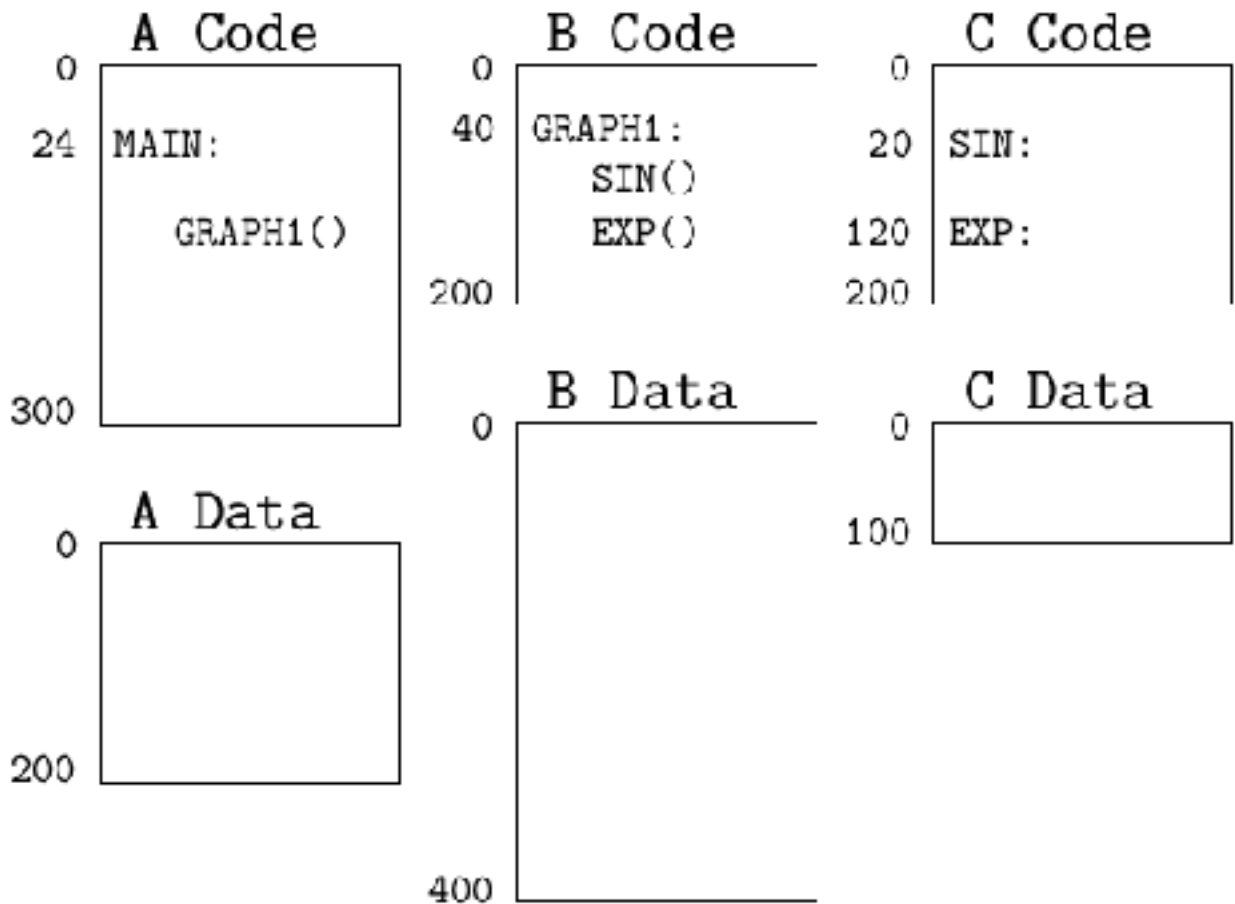 A Code
0
24 MAIN:
GRAPH1()
300
A Data
0
200
B Code
0
40 GRAPH1:
SIN()
EXP()
200
B Data
0
400
C Code
0
20 SIN:
120 EXP:
200
C Data
0
100